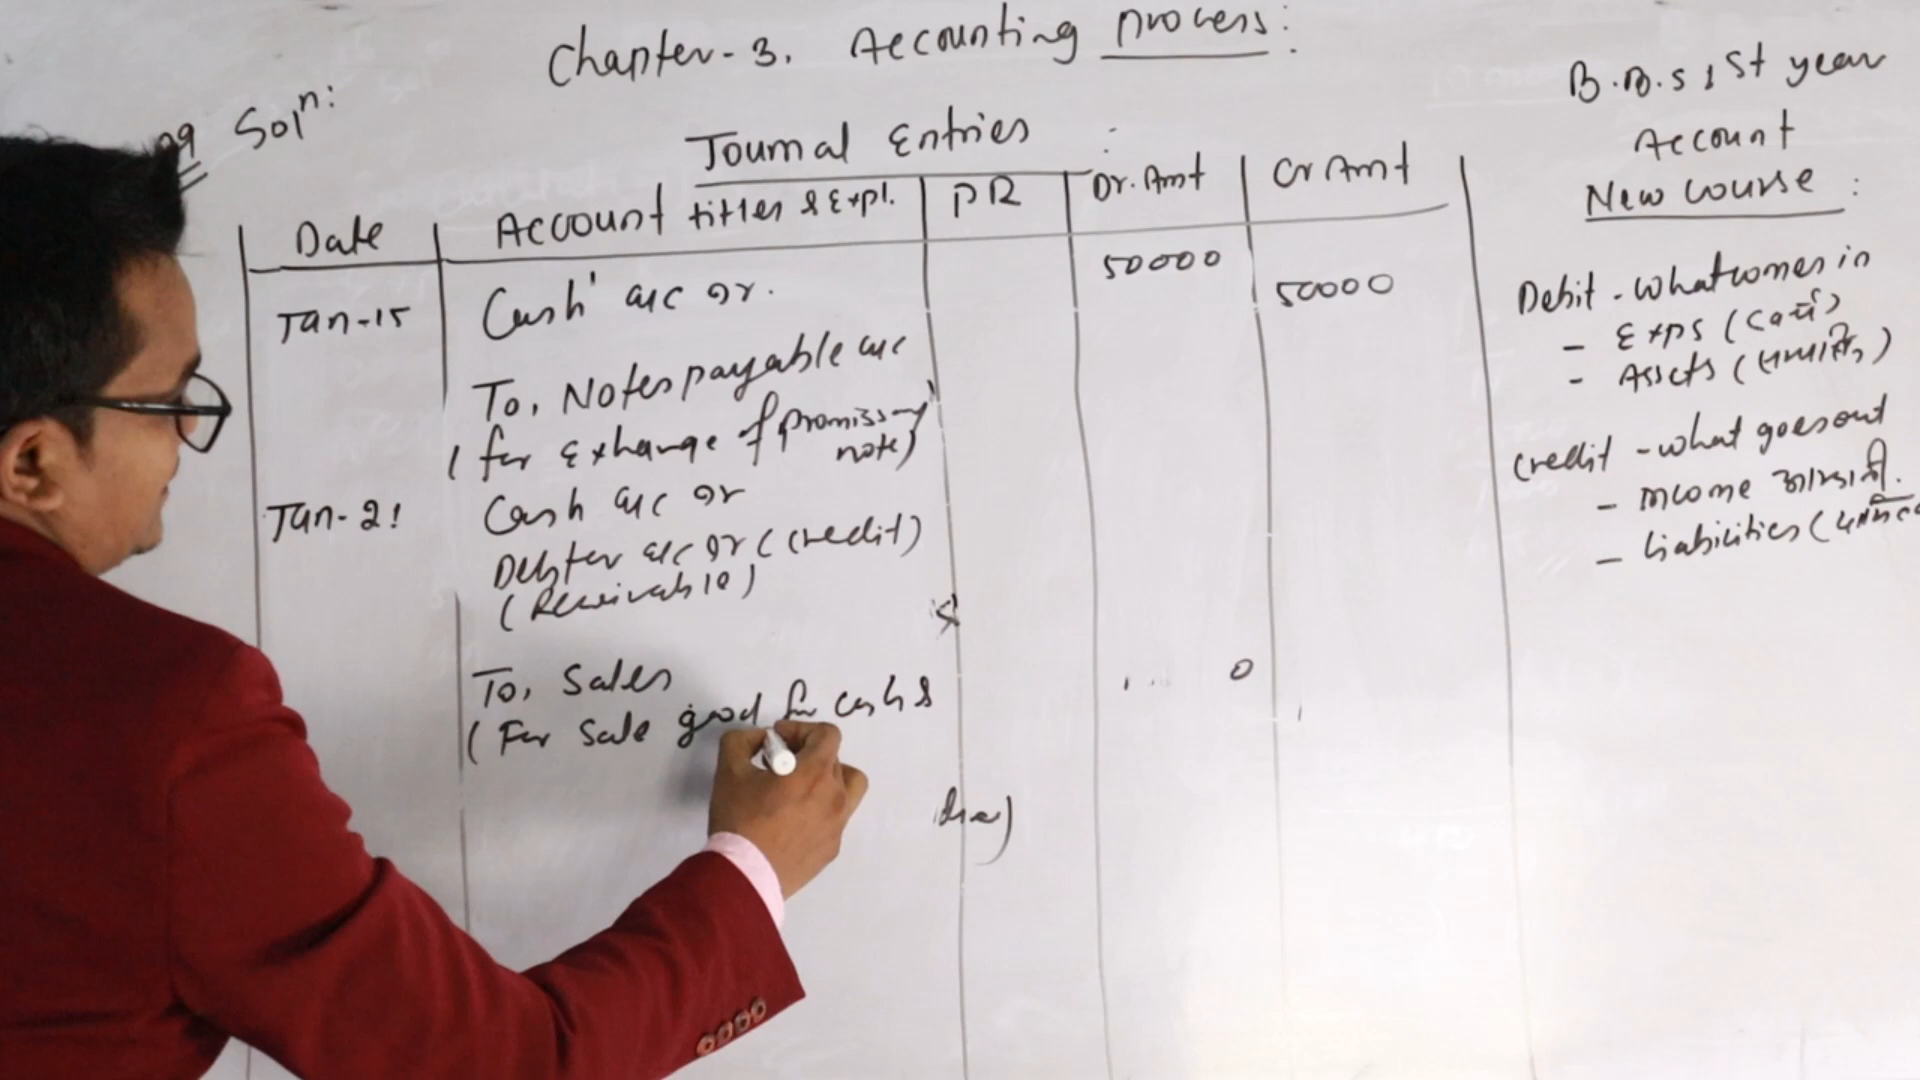 Chapter-3. Accounting Process:
09 Solⁿ:
Journal Entries
Date Account titles & Expl. PR Dr. Amt Cr Amt
Jan-15 Cash a/c Dr. 50000
To, Notes payable a/c 50000
(for Exhange of promissory note)
Jan-21 Cash a/c Dr
Debter a/c Dr (credit)
(Receivable)
To, Sales
(For Sale good for cash &
B.B.S 1st year
Account
New Course:
Debit - what comes in
- Exps (
- Assets (
Credit - what goes out
- Income
- Liabilities (